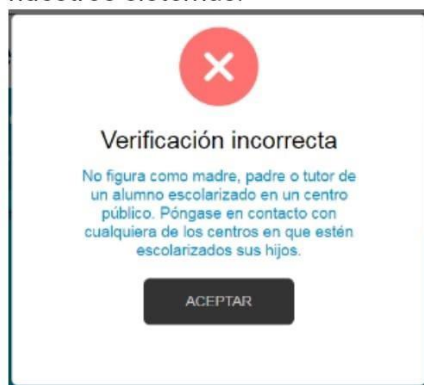 Verificación incorrecta
No figura como madre, padre o tutor de
un alumno escolarizado en un centro
público. Póngase en contacto con
cualquiera de los centros en que estén
escolarizados sus hijos.
ACEPTAR